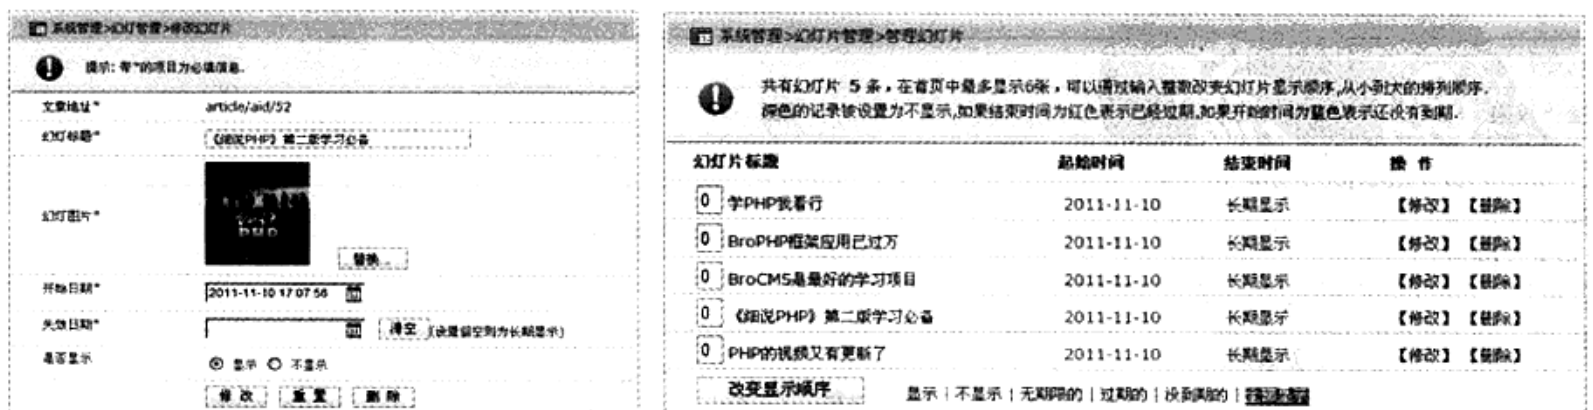 系统管理>幻灯管理>修改幻灯片
提示: 带*的项目为必填信息.
文章地址* article/aid/52
幻灯标题* 《细说PHP》第二版学习必备
幻灯图片*
替换...
开始日期* 2011-11-10 17:07:56
失效日期* 清空 (设置留空则为长期显示)
是否显示 显示 不显示
修 改 重 置 删 除
系统管理>幻灯片管理>管理幻灯片
共有幻灯片 5 条，在首页中最多显示6张，可以通过输入整数改变幻灯片显示顺序,从小到大的排列顺序.
深色的记录被设置为不显示,如果结束时间为红色表示已经过期,如果开始时间为蓝色表示还没有到期.
幻灯片标题 起始时间 结束时间 操 作
0 学PHP我看行 2011-11-10 长期显示 【修改】【删除】
0 BroPHP框架应用已过万 2011-11-10 长期显示 【修改】【删除】
0 BroCMS是最好的学习项目 2011-11-10 长期显示 【修改】【删除】
0 《细说PHP》第二版学习必备 2011-11-10 长期显示 【修改】【删除】
0 PHP的视频又有更新了 2011-11-10 长期显示 【修改】【删除】
改变显示顺序 显示 | 不显示 | 无期限的 | 过期的 | 没到期的 |